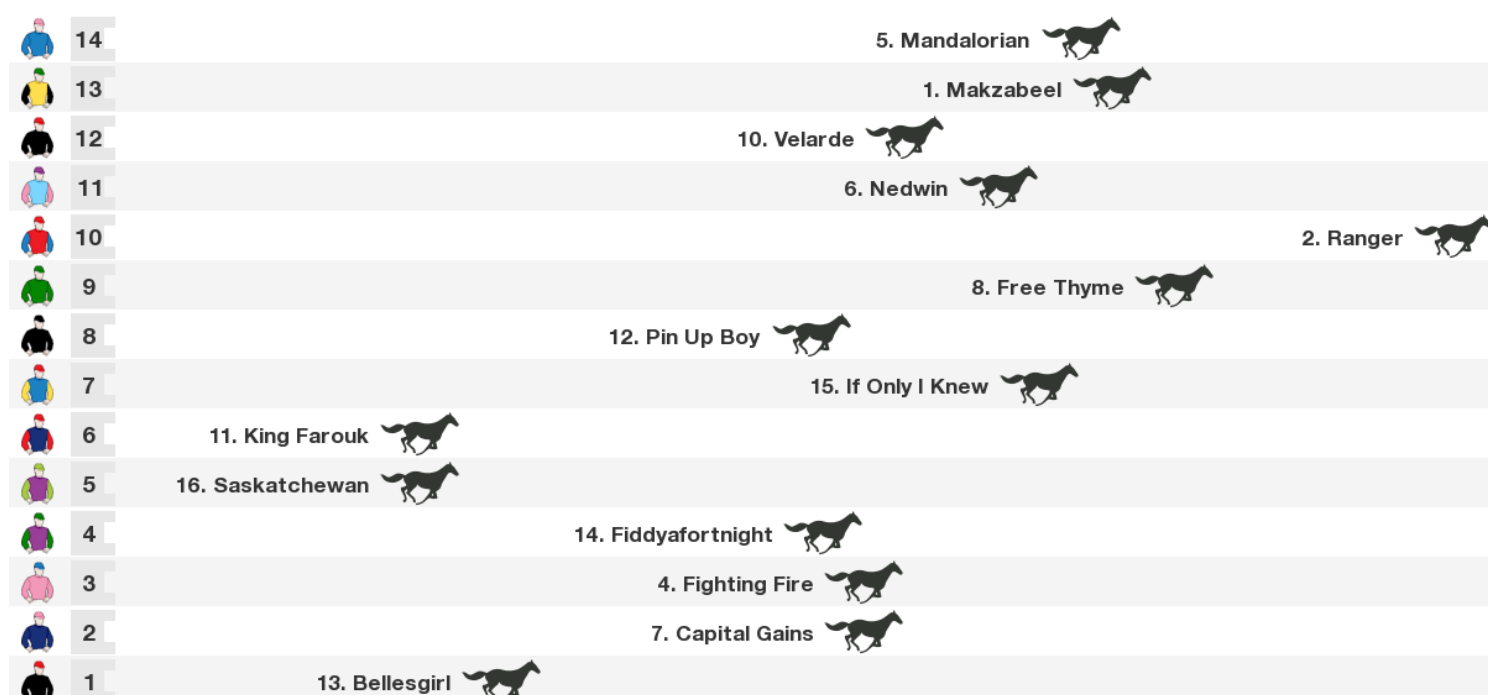 14 5. Mandalorian
13 1. Makzabeel
12 10. Velarde
11 6. Nedwin
10 2. Ranger
9 8. Free Thyme
8 12. Pin Up Boy
7 15. If Only I Knew
6 11. King Farouk
5 16. Saskatchewan
4 14. Fiddyafortnight
3 4. Fighting Fire
2 7. Capital Gains
1 13. Bellesgirl